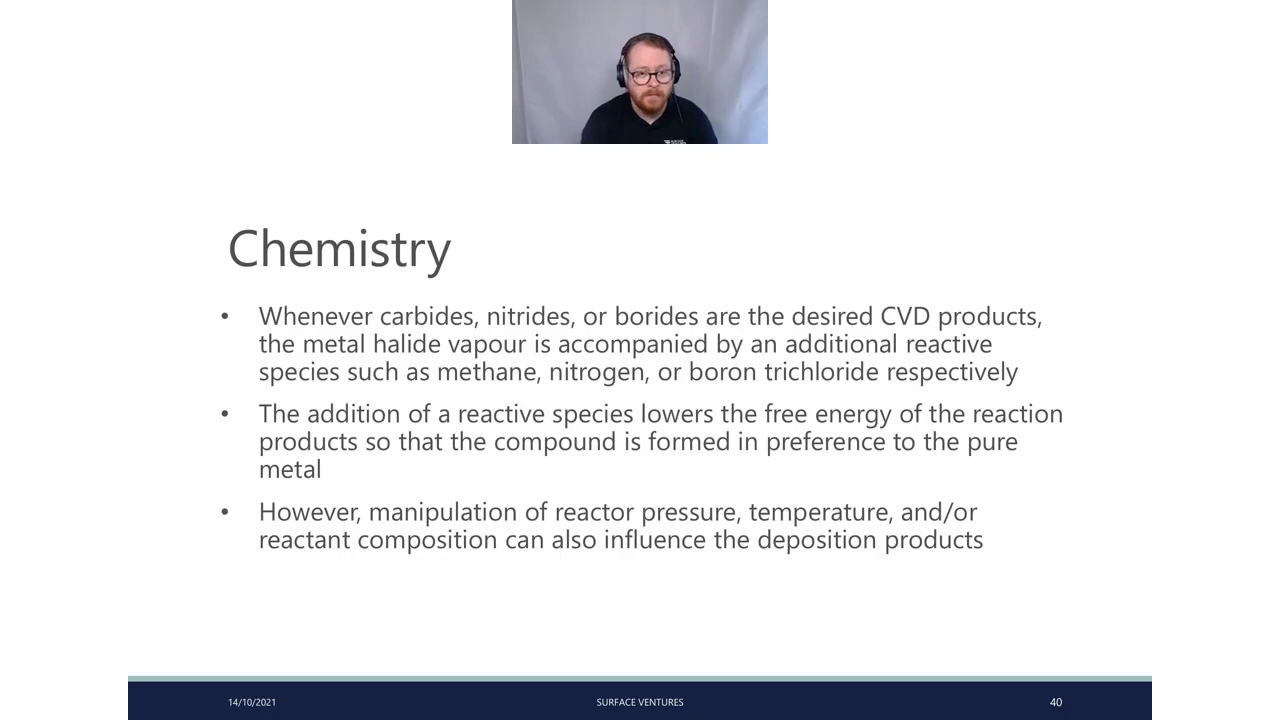 Chemistry
• Whenever carbides, nitrides, or borides are the desired CVD products,
the metal halide vapour is accompanied by an additional reactive
species such as methane, nitrogen, or boron trichloride respectively
• The addition of a reactive species lowers the free energy of the reaction
products so that the compound is formed in preference to the pure
metal
• However, manipulation of reactor pressure, temperature, and/or
reactant composition can also influence the deposition products
14/10/2021
SURFACE VENTURES
40